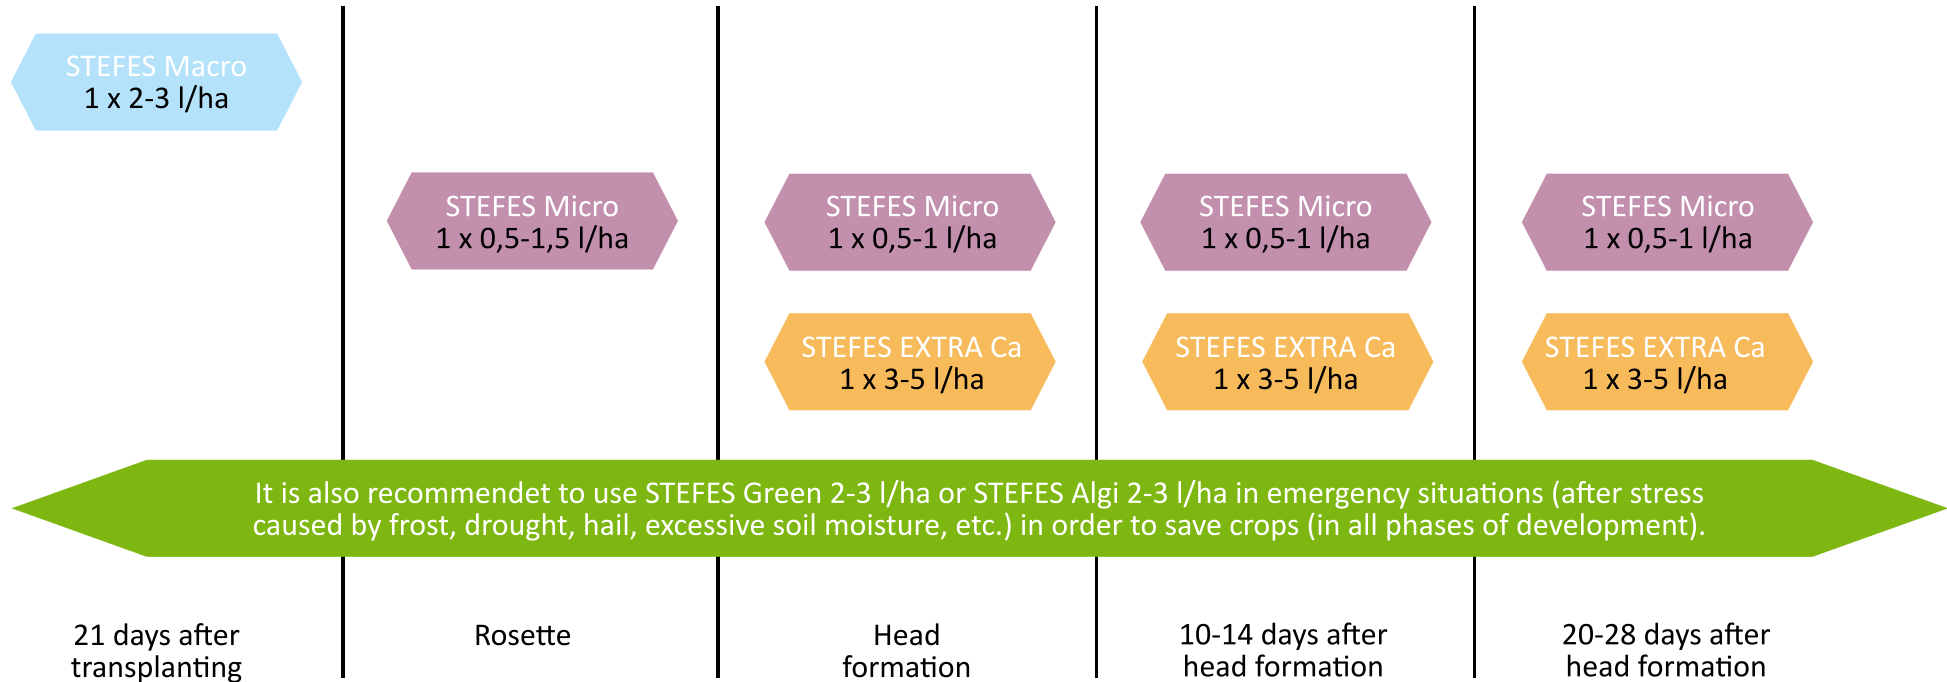 STEFES Macro
1 x 2-3 l/ha
STEFES Micro
1 x 0,5-1,5 l/ha
STEFES Micro
1 x 0,5-1 l/ha
STEFES Micro
1 x 0,5-1 l/ha
STEFES Micro
1 x 0,5-1 l/ha
STEFES EXTRA Ca
1 x 3-5 l/ha
STEFES EXTRA Ca
1 x 3-5 l/ha
STEFES EXTRA Ca
1 x 3-5 l/ha
It is also recommendet to use STEFES Green 2-3 l/ha or STEFES Algi 2-3 l/ha in emergency situations (after stress
caused by frost, drought, hail, excessive soil moisture, etc.) in order to save crops (in all phases of development).
21 days after
transplanting
Rosette
Head
formation
10-14 days after
head formation
20-28 days after
head formation